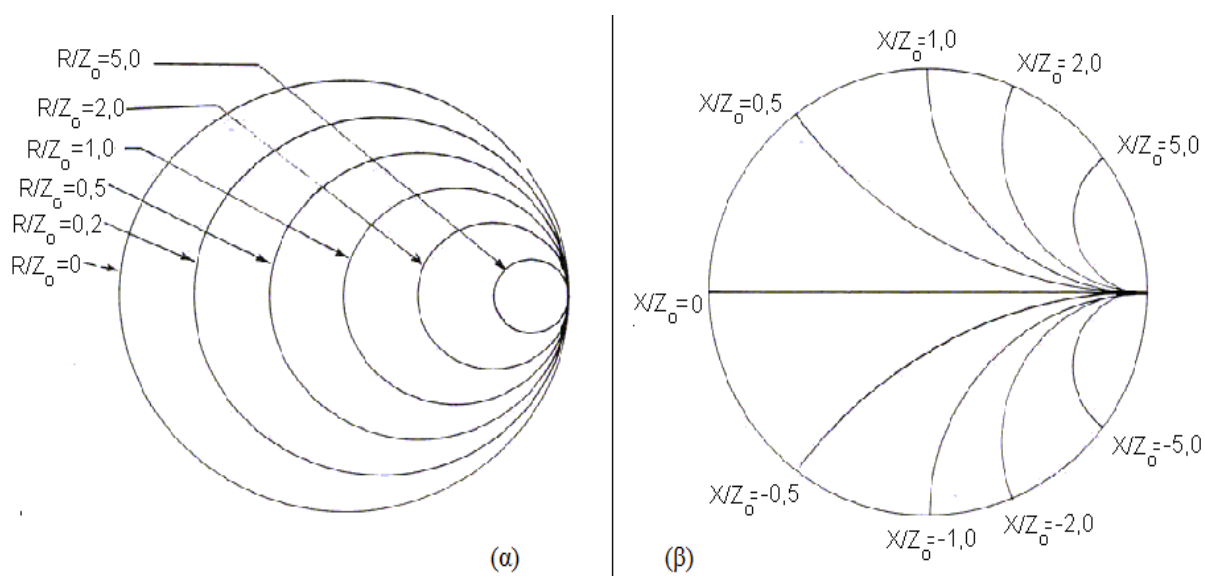 R/Zo=5,0
R/Zo=2,0
R/Zo=1,0
R/Zo=0,5
R/Zo=0,2
R/Zo=0
(α)
X/Zo=1,0
X/Zo=2,0
X/Zo=0,5
X/Zo=5,0
X/Zo=0
X/Zo=-5,0
X/Zo=-0,5
X/Zo=-2,0
X/Zo=-1,0
(β)